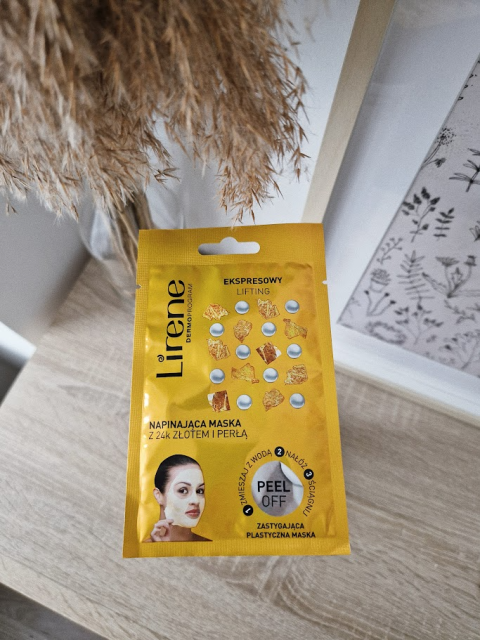 Lirene
DERMOPROGRAM
EKSPRESOWY
LIFTING
NAPINAJĄCA MASKA
Z 24k ZŁOTEM I PERŁĄ
1 ZMIESZAJ Z WODĄ 2 NAŁÓŻ 3 ŚCIĄGNIJ
PEEL
OFF
ZASTYGAJĄCA
PLASTYCZNA MASKA